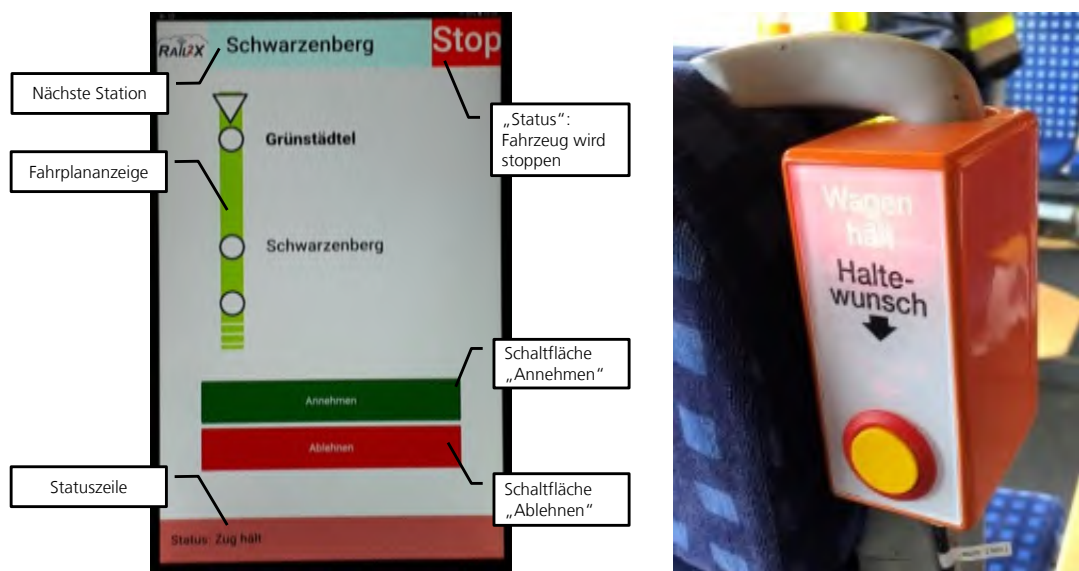 RAIL2X
Schwarzenberg
Stop
Nächste Station
„Status“:
Fahrzeug wird
stoppen
Grünstädtel
Fahrplananzeige
Schwarzenberg
Schaltfläche
„Annehmen“
Annehmen
Ablehnen
Statuszeile
Schaltfläche
„Ablehnen“
Status: Zug hält
Wagen
hält
Halte-
wunsch